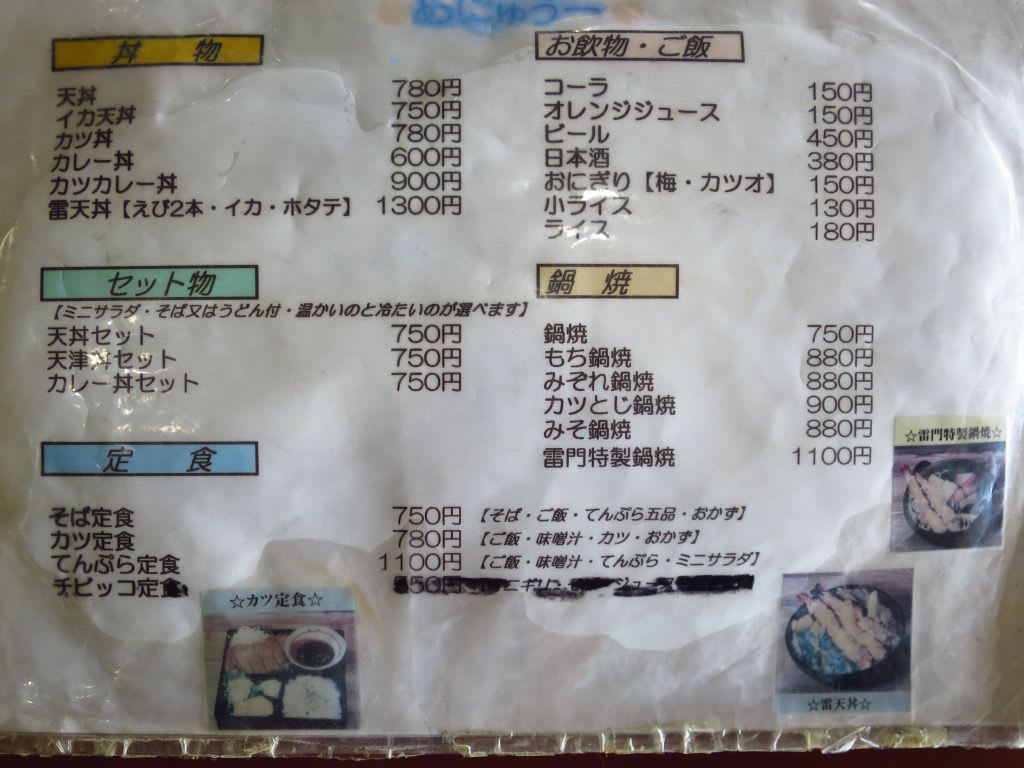 めにゅう
丼　物
天丼 780円
イカ天丼 750円
カツ丼 780円
カレー丼 600円
カツカレー丼 900円
雷天丼【えび2本・イカ・ホタテ】 1300円
セット物
【ミニサラダ・そば又はうどん付・温かいのと冷たいのが選べます】
天丼セット 750円
天津丼セット 750円
カレー丼セット 750円
定　食
そば定食 750円 【そば・ご飯・てんぷら五品・おかず】
カツ定食 780円 【ご飯・味噌汁・カツ・おかず】
てんぷら定食 1100円 【ご飯・味噌汁・てんぷら・ミニサラダ】
チビッコ定食
お飲物・ご飯
コーラ 150円
オレンジジュース 150円
ビール 450円
日本酒 380円
おにぎり【梅・カツオ】 150円
小ライス 130円
ライス 180円
鍋　焼
鍋焼 750円
もち鍋焼 880円
みぞれ鍋焼 880円
カツとじ鍋焼 900円
みそ鍋焼 880円
雷門特製鍋焼 1100円
☆雷門特製鍋焼☆
☆カツ定食☆
☆雷天丼☆